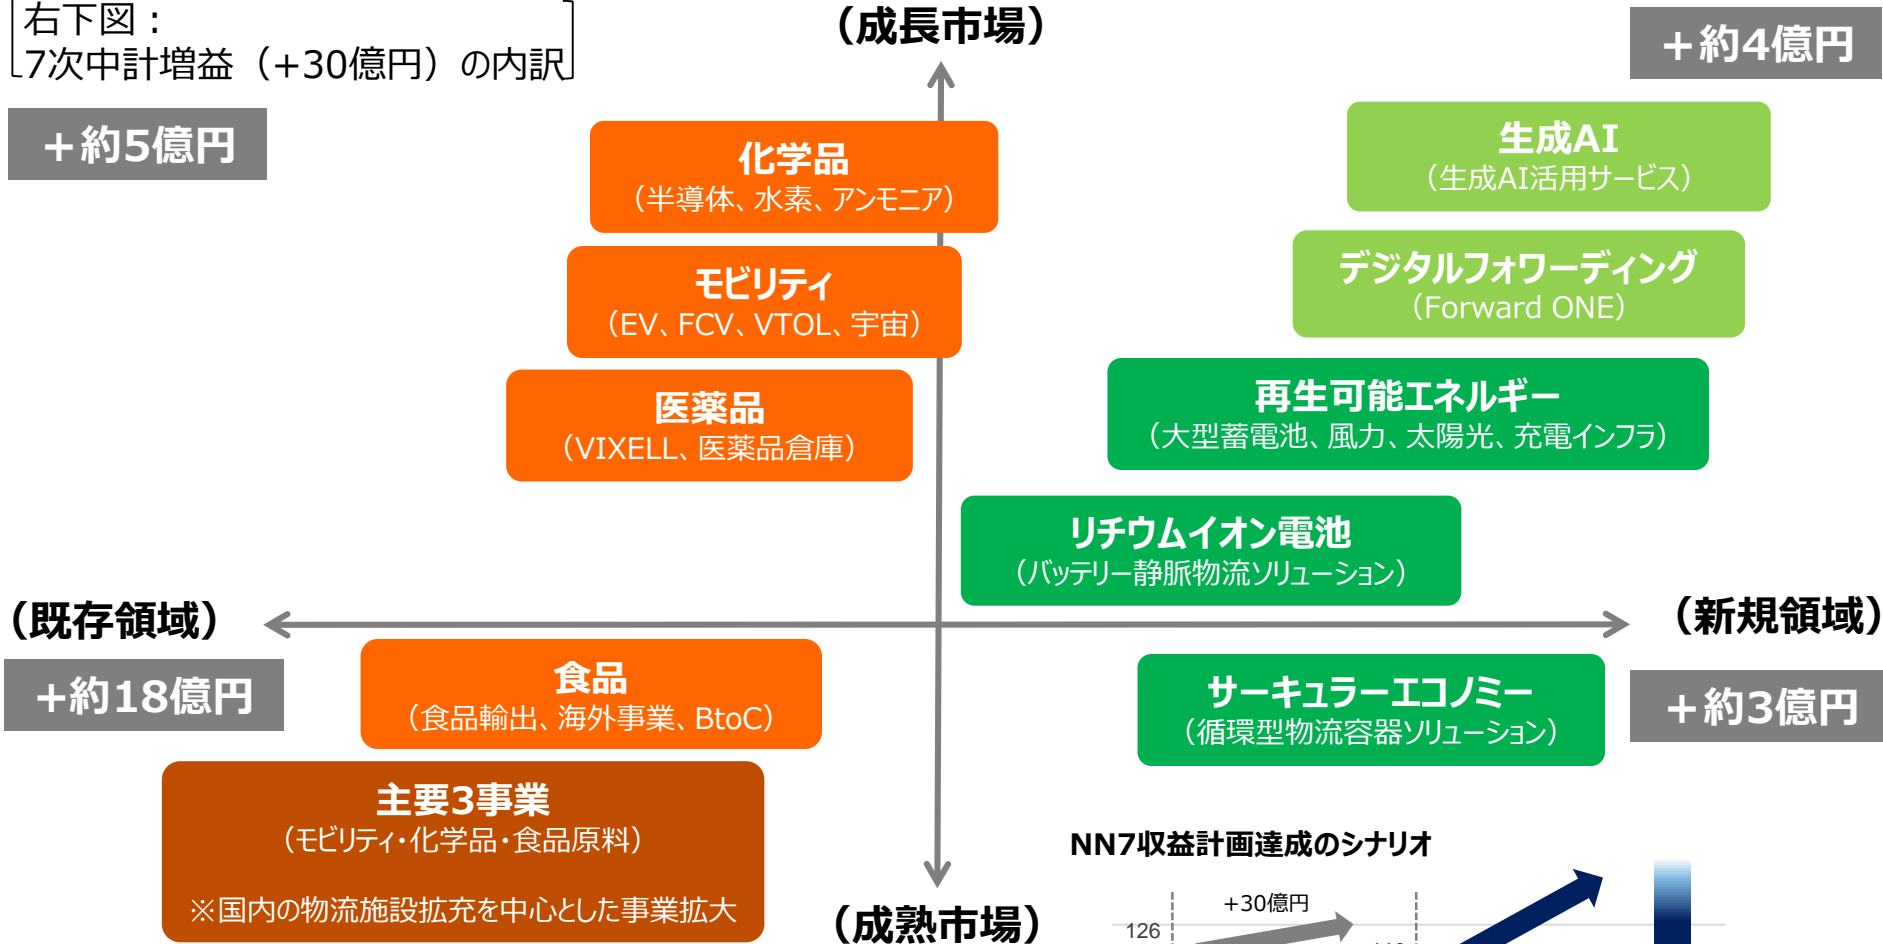 右下図：
7次中計増益（+30億円）の内訳
（成長市場）
＋約4億円
＋約5億円
化学品
（半導体、水素、アンモニア）
生成AI
（生成AI活用サービス）
モビリティ
（EV、FCV、VTOL、宇宙）
デジタルフォワーディング
（Forward ONE）
医薬品
（VIXELL、医薬品倉庫）
再生可能エネルギー
（大型蓄電池、風力、太陽光、充電インフラ）
リチウムイオン電池
（バッテリー静脈物流ソリューション）
（既存領域）
（新規領域）
＋約18億円
食品
（食品輸出、海外事業、BtoC）
サーキュラーエコノミー
（循環型物流容器ソリューション）
＋約3億円
主要3事業
（モビリティ・化学品・食品原料）
※国内の物流施設拡充を中心とした事業拡大
（成熟市場）
NN7収益計画達成のシナリオ
+30億円
126